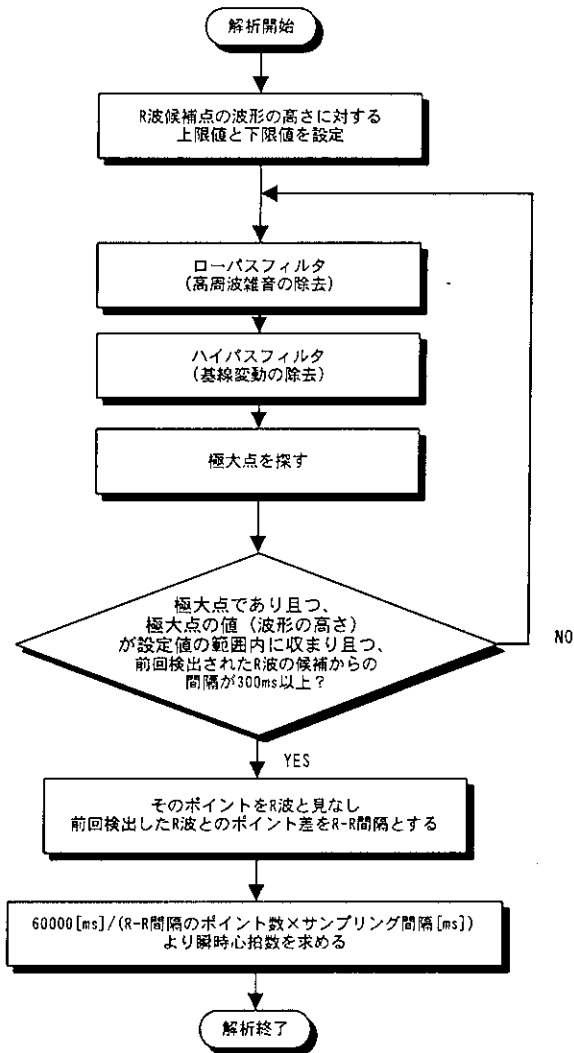 解析開始
R波候補点の波形の高さに対する
上限値と下限値を設定
ローパスフィルタ
(高周波雑音の除去)
ハイパスフィルタ
(基線変動の除去)
極大点を探す
極大点であり且つ、
極大点の値（波形の高さ）
が設定値の範囲内に収まり且つ、
前回検出されたR波の候補からの
間隔が300ms以上？
NO
YES
そのポイントをR波と見なし
前回検出したR波とのポイント差をR-R間隔とする
60000[ms]/(R-R間隔のポイント数×サンプリング間隔[ms])
より瞬時心拍数を求める
解析終了